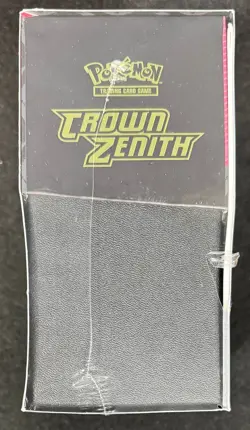 POKéMON
TRADING CARD GAME
CROWN
ZENITH